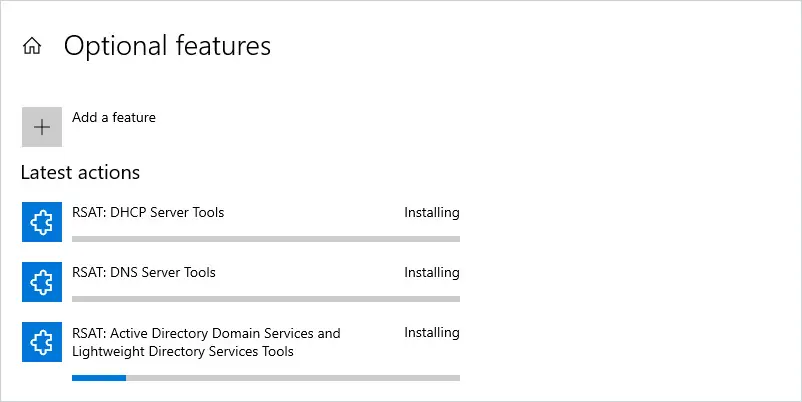 Optional features
Add a feature
Latest actions
RSAT: DHCP Server Tools
Installing
RSAT: DNS Server Tools
Installing
RSAT: Active Directory Domain Services and
Lightweight Directory Services Tools
Installing